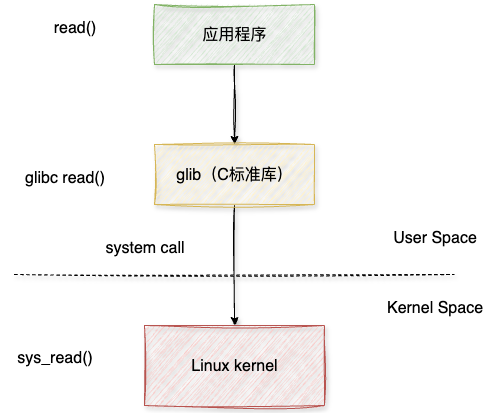 read()
应用程序
glibc read()
glib（C标准库）
system call
User Space
Kernel Space
sys_read()
Linux kernel